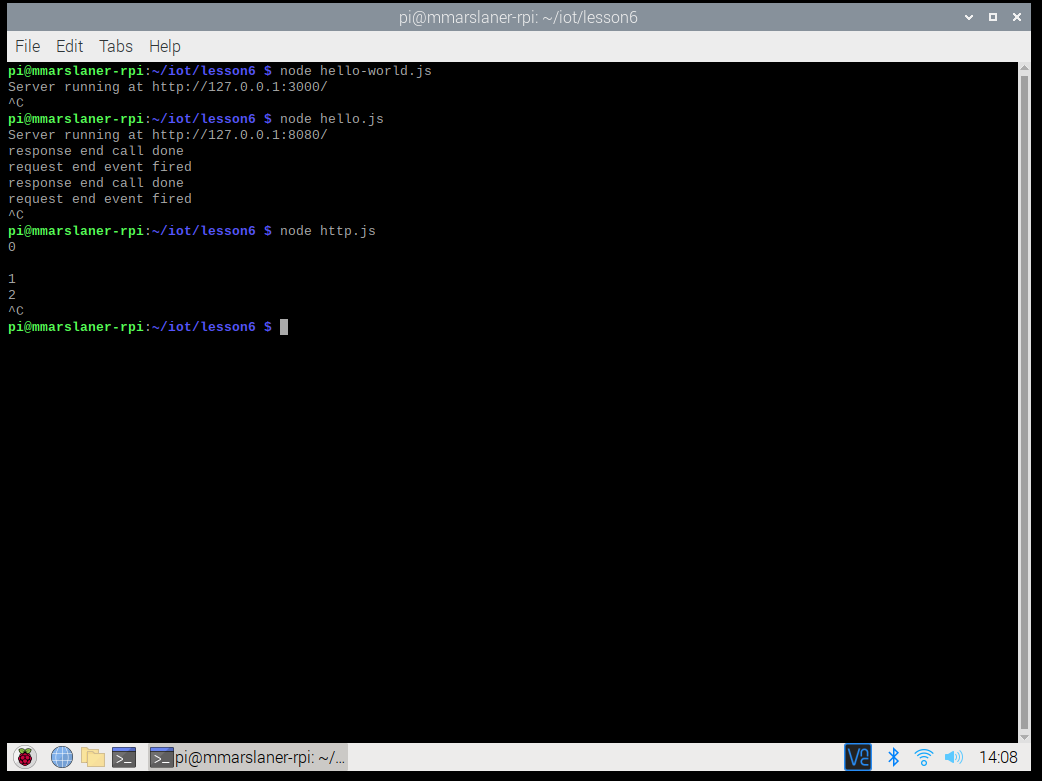 pi@mmarslaner-rpi: ~/iot/lesson6
File Edit Tabs Help
pi@mmarslaner-rpi:~/iot/lesson6 $ node hello-world.js
Server running at http://127.0.0.1:3000/
^C
pi@mmarslaner-rpi:~/iot/lesson6 $ node hello.js
Server running at http://127.0.0.1:8080/
response end call done
request end event fired
response end call done
request end event fired
^C
pi@mmarslaner-rpi:~/iot/lesson6 $ node http.js
0
1
2
^C
pi@mmarslaner-rpi:~/iot/lesson6 $
>_ >_ pi@mmarslaner-rpi: ~/... V2 14:08